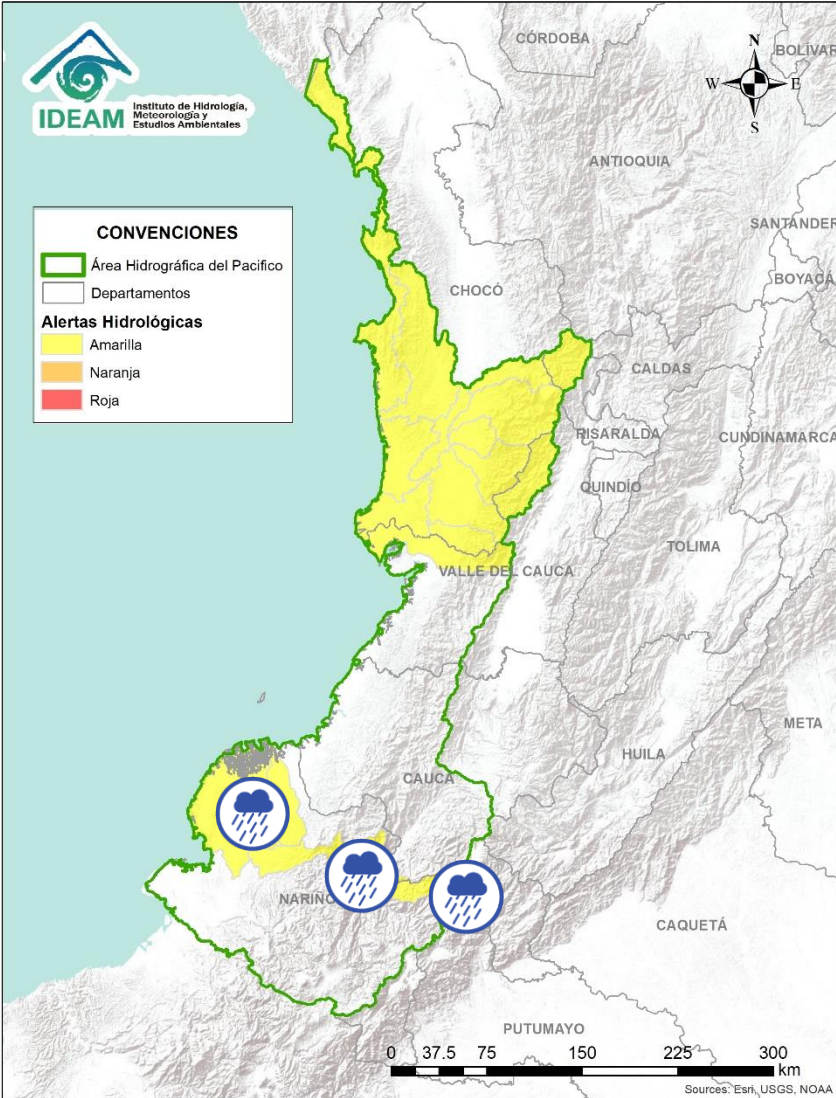 IDEAM
Instituto de Hidrología,
Meteorología y
Estudios Ambientales
CÓRDOBA
BOLÍVAR
N
W
E
S
ANTIOQUIA
SANTANDER
CONVENCIONES
Área Hidrográfica del Pacifico
Departamentos
Alertas Hidrológicas
Amarilla
Naranja
Roja
BOYACÁ
CHOCÓ
CALDAS
RISARALDA
CUNDINAMARCA
QUINDÍO
TOLIMA
VALLE DEL CAUCA
META
HUILA
CAUCA
NARIÑO
CAQUETÁ
PUTUMAYO
0 37.5 75 150 225 300
km
Sources: Esri, USGS, NOAA